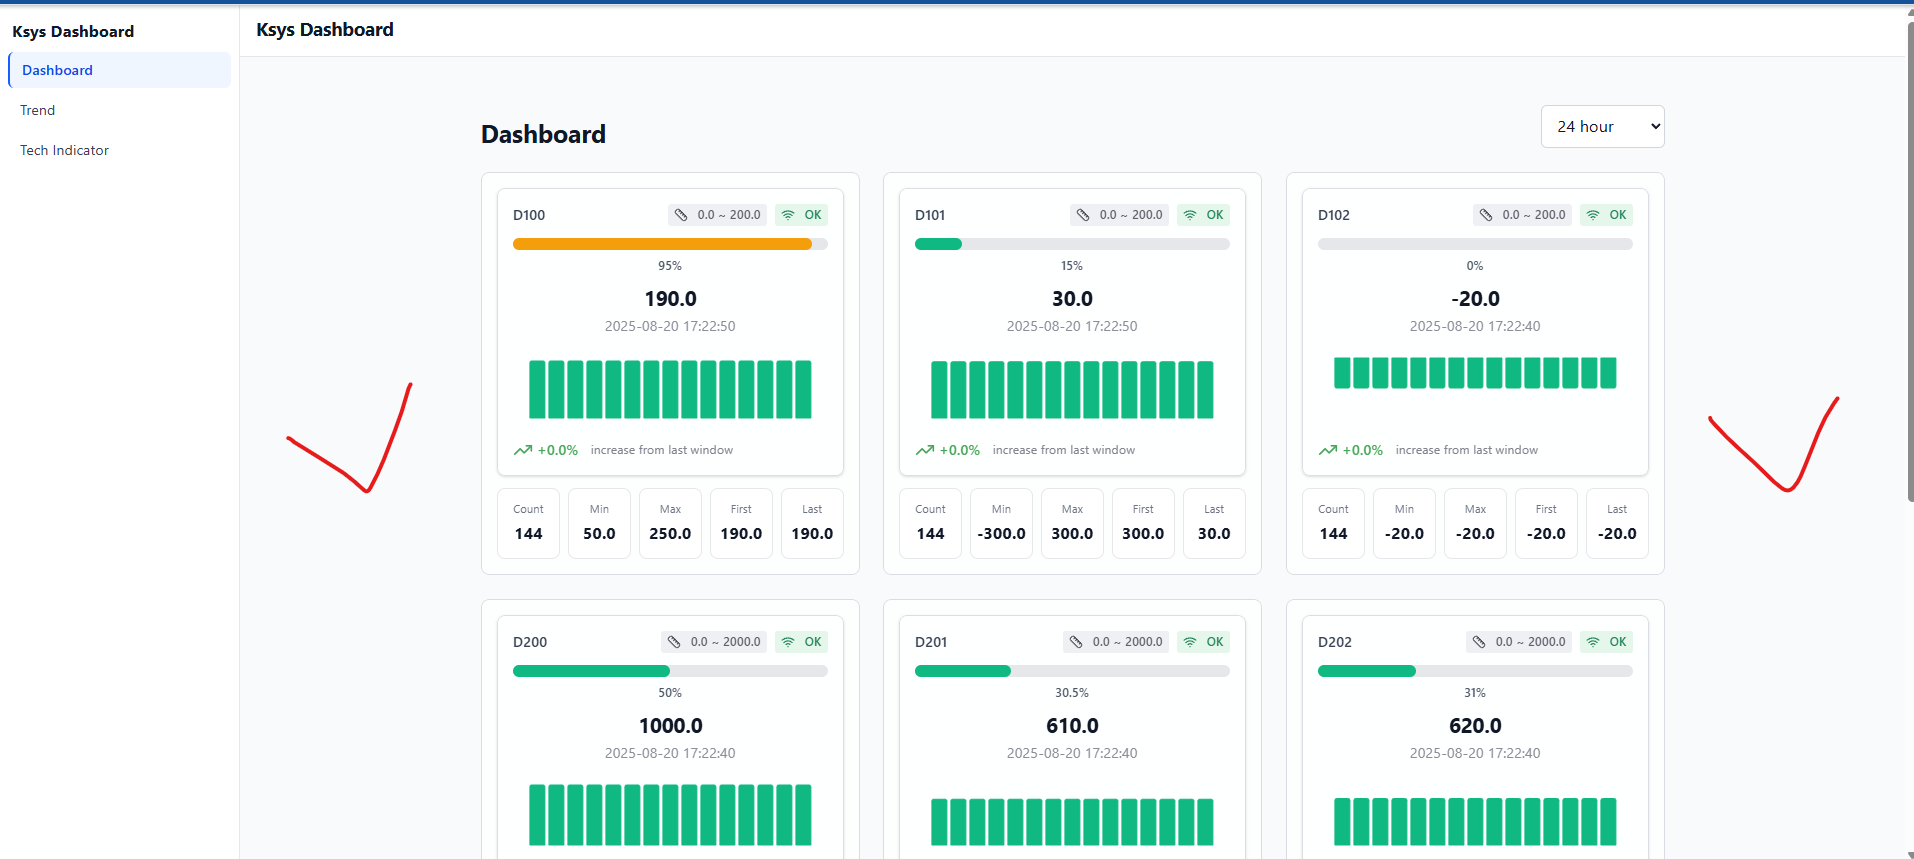 Ksys Dashboard
Dashboard
Trend
Tech Indicator
Ksys Dashboard
Dashboard
24 hour
D100 0.0 ~ 200.0 OK
95%
190.0
2025-08-20 17:22:50
+0.0% increase from last window
Count Min Max First Last
144 50.0 250.0 190.0 190.0
D101 0.0 ~ 200.0 OK
15%
30.0
2025-08-20 17:22:50
+0.0% increase from last window
Count Min Max First Last
144 -300.0 300.0 300.0 30.0
D102 0.0 ~ 200.0 OK
0%
-20.0
2025-08-20 17:22:40
+0.0% increase from last window
Count Min Max First Last
144 -20.0 -20.0 -20.0 -20.0
D200 0.0 ~ 2000.0 OK
50%
1000.0
2025-08-20 17:22:40
D201 0.0 ~ 2000.0 OK
30.5%
610.0
2025-08-20 17:22:40
D202 0.0 ~ 2000.0 OK
31%
620.0
2025-08-20 17:22:40